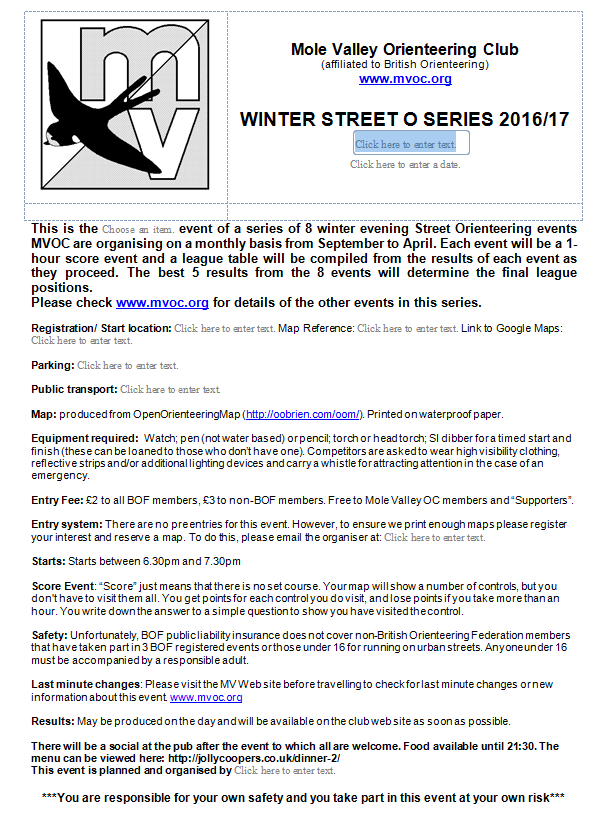 mv
Mole Valley Orienteering Club
(affiliated to British Orienteering)
www.mvoc.org
WINTER STREET O SERIES 2016/17
Click here to enter text.
Click here to enter a date.
This is the Choose an item. event of a series of 8 winter evening Street Orienteering events
MVOC are organising on a monthly basis from September to April. Each event will be a 1-
hour score event and a league table will be compiled from the results of each event as
they proceed. The best 5 results from the 8 events will determine the final league
positions.
Please check www.mvoc.org for details of the other events in this series.
Registration/ Start location: Click here to enter text. Map Reference: Click here to enter text. Link to Google Maps:
Click here to enter text.
Parking: Click here to enter text.
Public transport: Click here to enter text.
Map: produced from OpenOrienteeringMap (http://oobrien.com/oom/). Printed on waterproof paper.
Equipment required: Watch; pen (not water based) or pencil; torch or head torch; SI dibber for a timed start and
finish (these can be loaned to those who don't have one). Competitors are asked to wear high visibility clothing,
reflective strips and/or additional lighting devices and carry a whistle for attracting attention in the case of an
emergency.
Entry Fee: £2 to all BOF members, £3 to non-BOF members. Free to Mole Valley OC members and “Supporters”.
Entry system: There are no pre entries for this event. However, to ensure we print enough maps please register
your interest and reserve a map. To do this, please email the organiser at: Click here to enter text.
Starts: Starts between 6.30pm and 7.30pm
Score Event: “Score” just means that there is no set course. Your map will show a number of controls, but you
don't have to visit them all. You get points for each control you do visit, and lose points if you take more than an
hour. You write down the answer to a simple question to show you have visited the control.
Safety: Unfortunately, BOF public liability insurance does not cover non-British Orienteering Federation members
that have taken part in 3 BOF registered events or those under 16 for running on urban streets. Anyone under 16
must be accompanied by a responsible adult.
Last minute changes: Please visit the MV Web site before travelling to check for last minute changes or new
information about this event. www.mvoc.org
Results: May be produced on the day and will be available on the club web site as soon as possible.
There will be a social at the pub after the event to which all are welcome. Food available until 21:30. The
menu can be viewed here: http://jollycoopers.co.uk/dinner-2/
This event is planned and organised by Click here to enter text.
***You are responsible for your own safety and you take part in this event at your own risk***